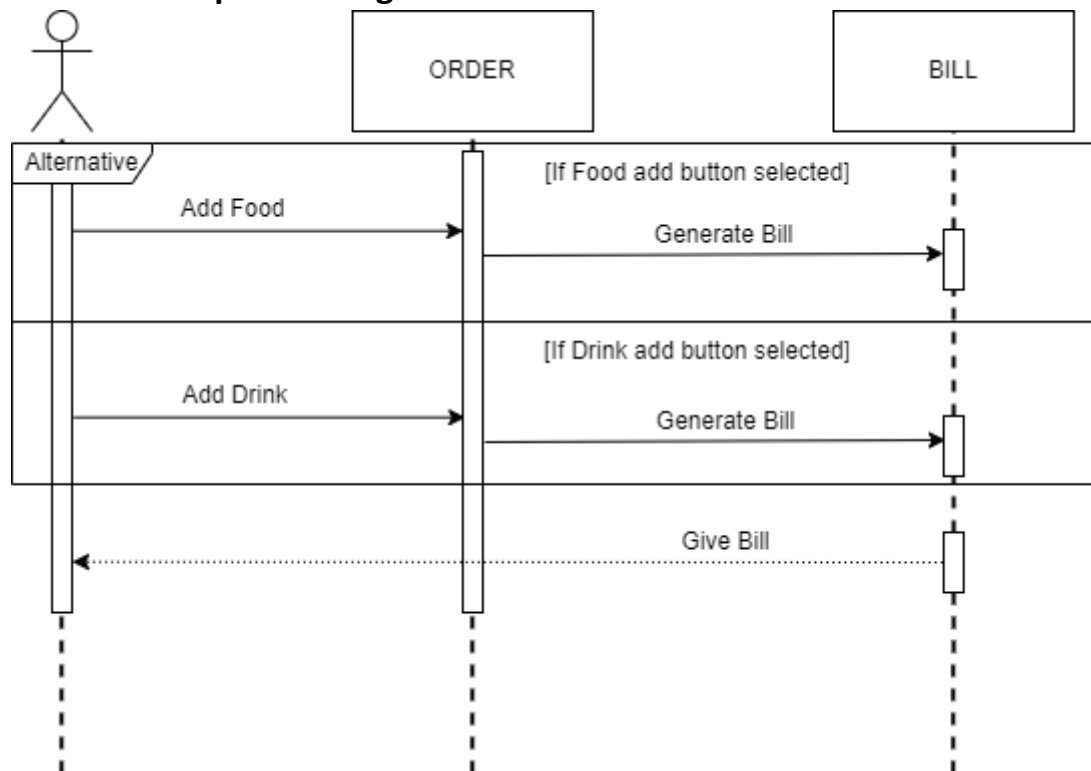 ORDER
BILL
Alternative
[If Food add button selected]
Add Food
Generate Bill
[If Drink add button selected]
Add Drink
Generate Bill
Give Bill